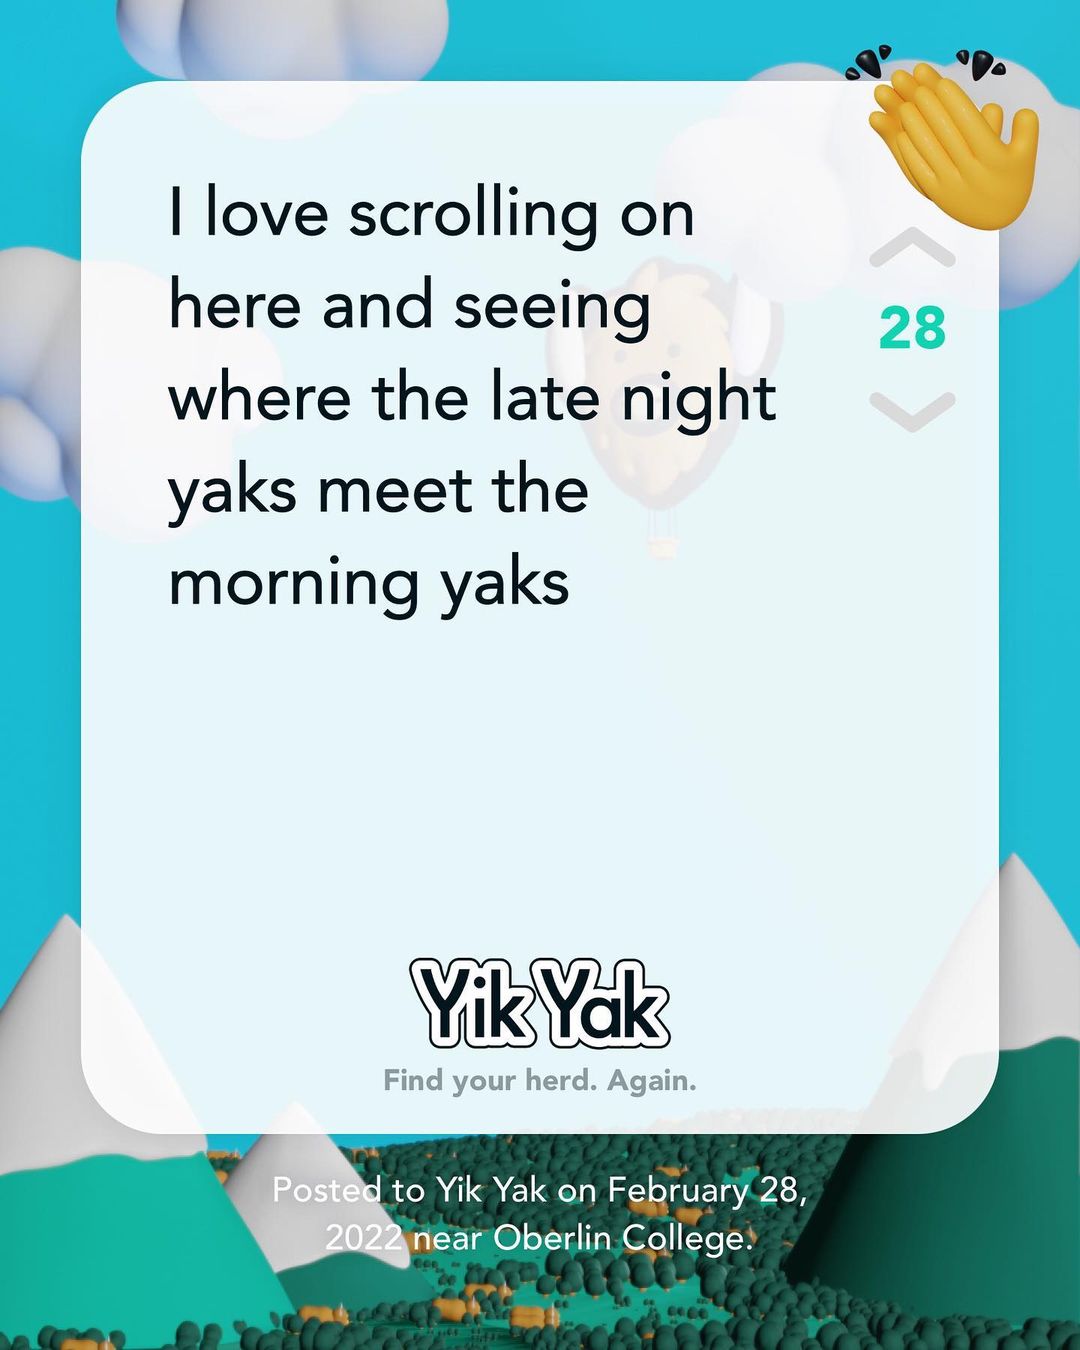 I love scrolling on
here and seeing
where the late night
yaks meet the
morning yaks
28
Yik Yak
Find your herd. Again.
Posted to Yik Yak on February 28,
2022 near Oberlin College.